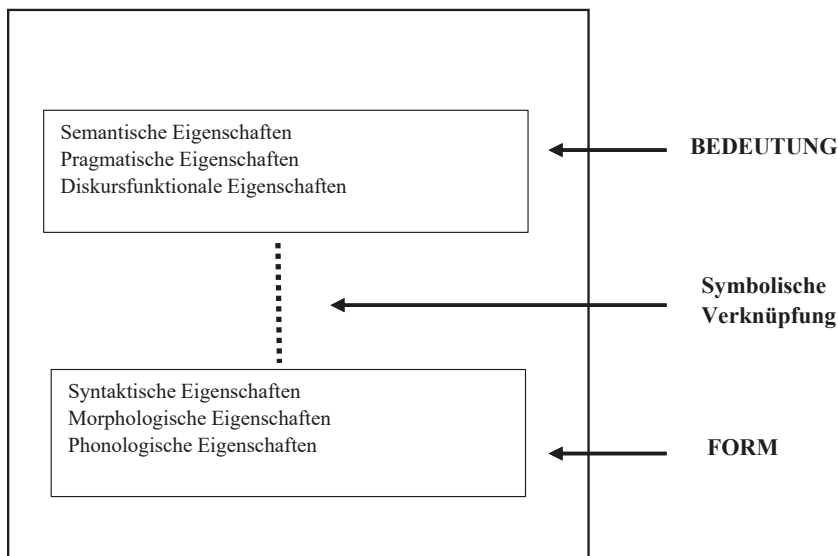 Semantische Eigenschaften
Pragmatische Eigenschaften
Diskursfunktionale Eigenschaften
BEDEUTUNG
Symbolische
Verknüpfung
Syntaktische Eigenschaften
Morphologische Eigenschaften
Phonologische Eigenschaften
FORM